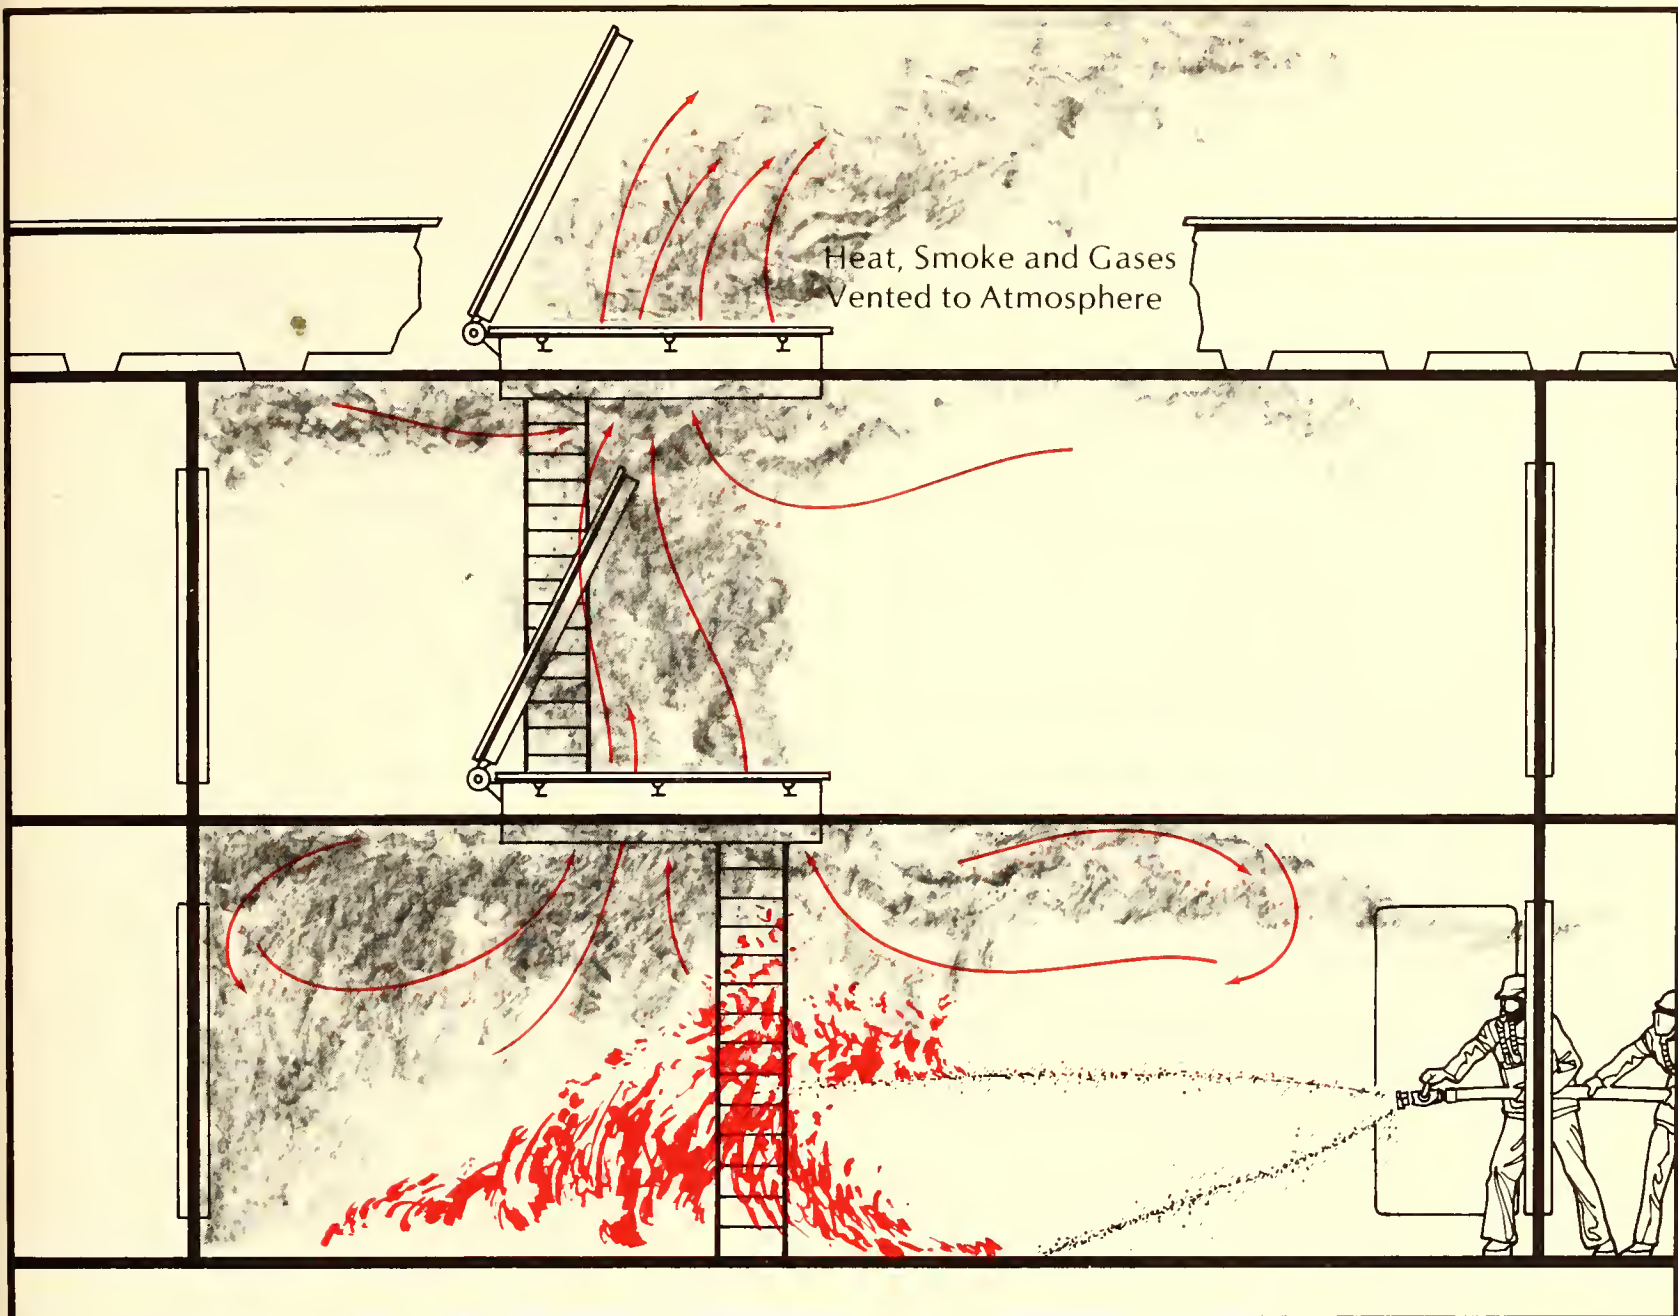 Heat, Smoke and Gases
Vented to Atmosphere